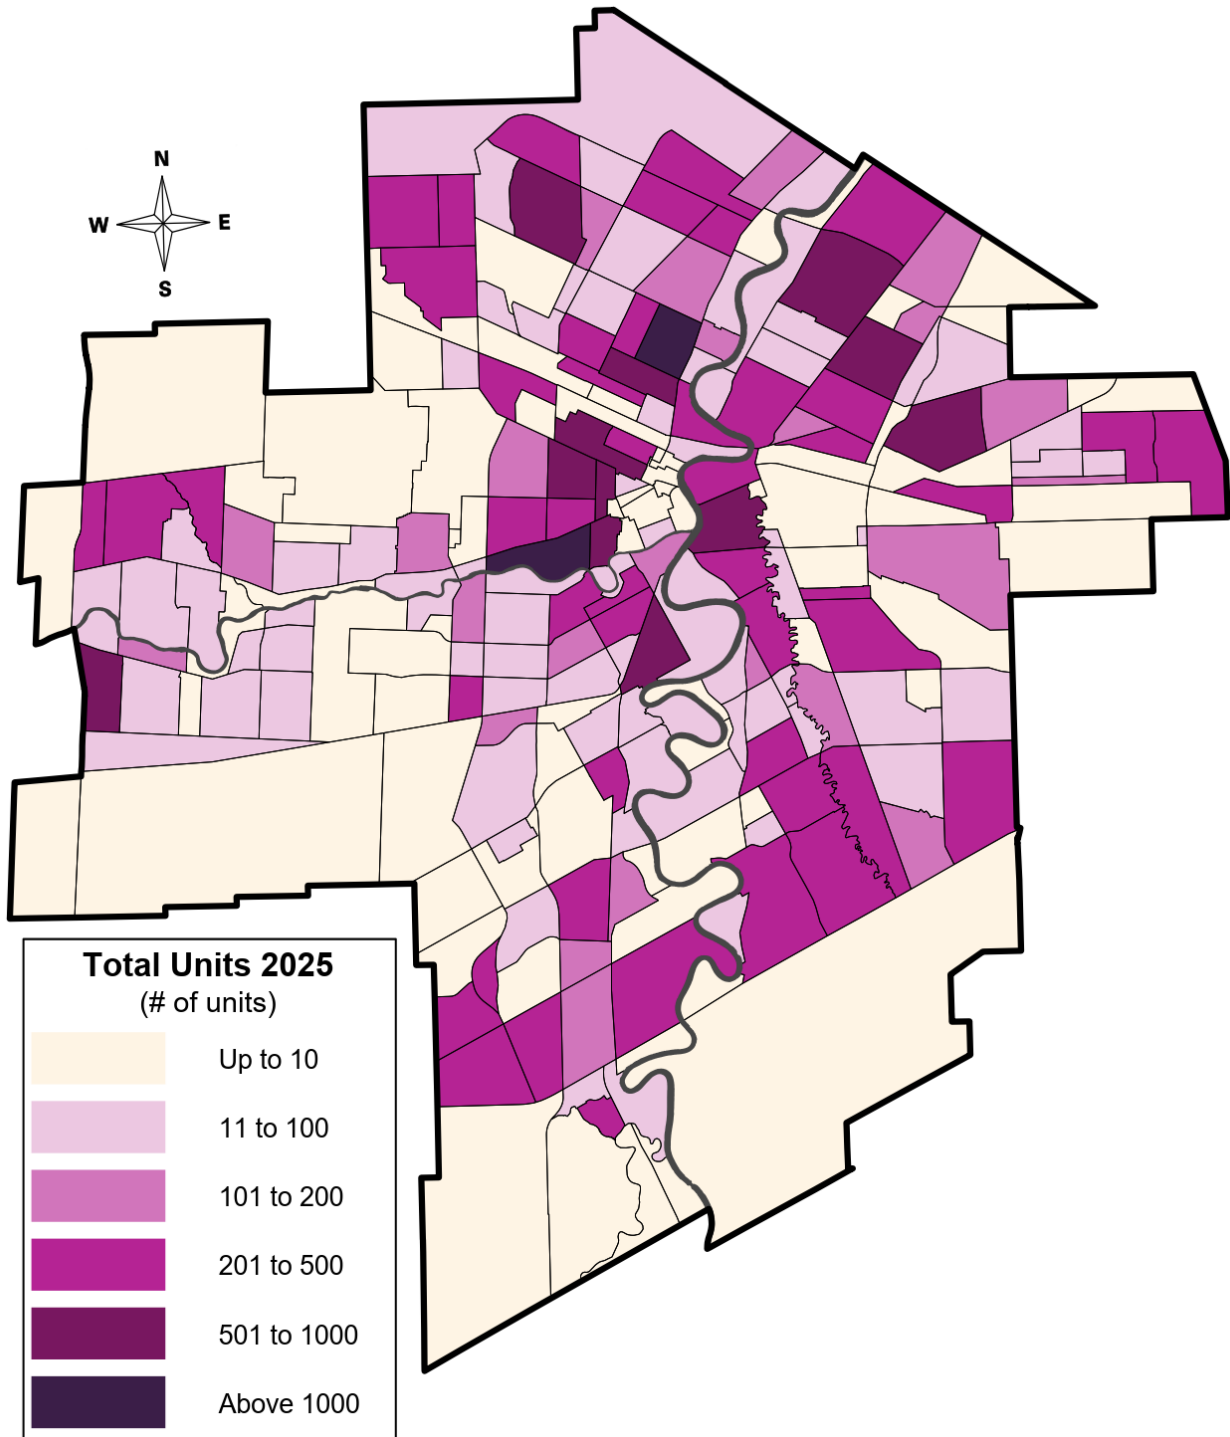 N
W E
S
Total Units 2025
(# of units)
Up to 10
11 to 100
101 to 200
201 to 500
501 to 1000
Above 1000